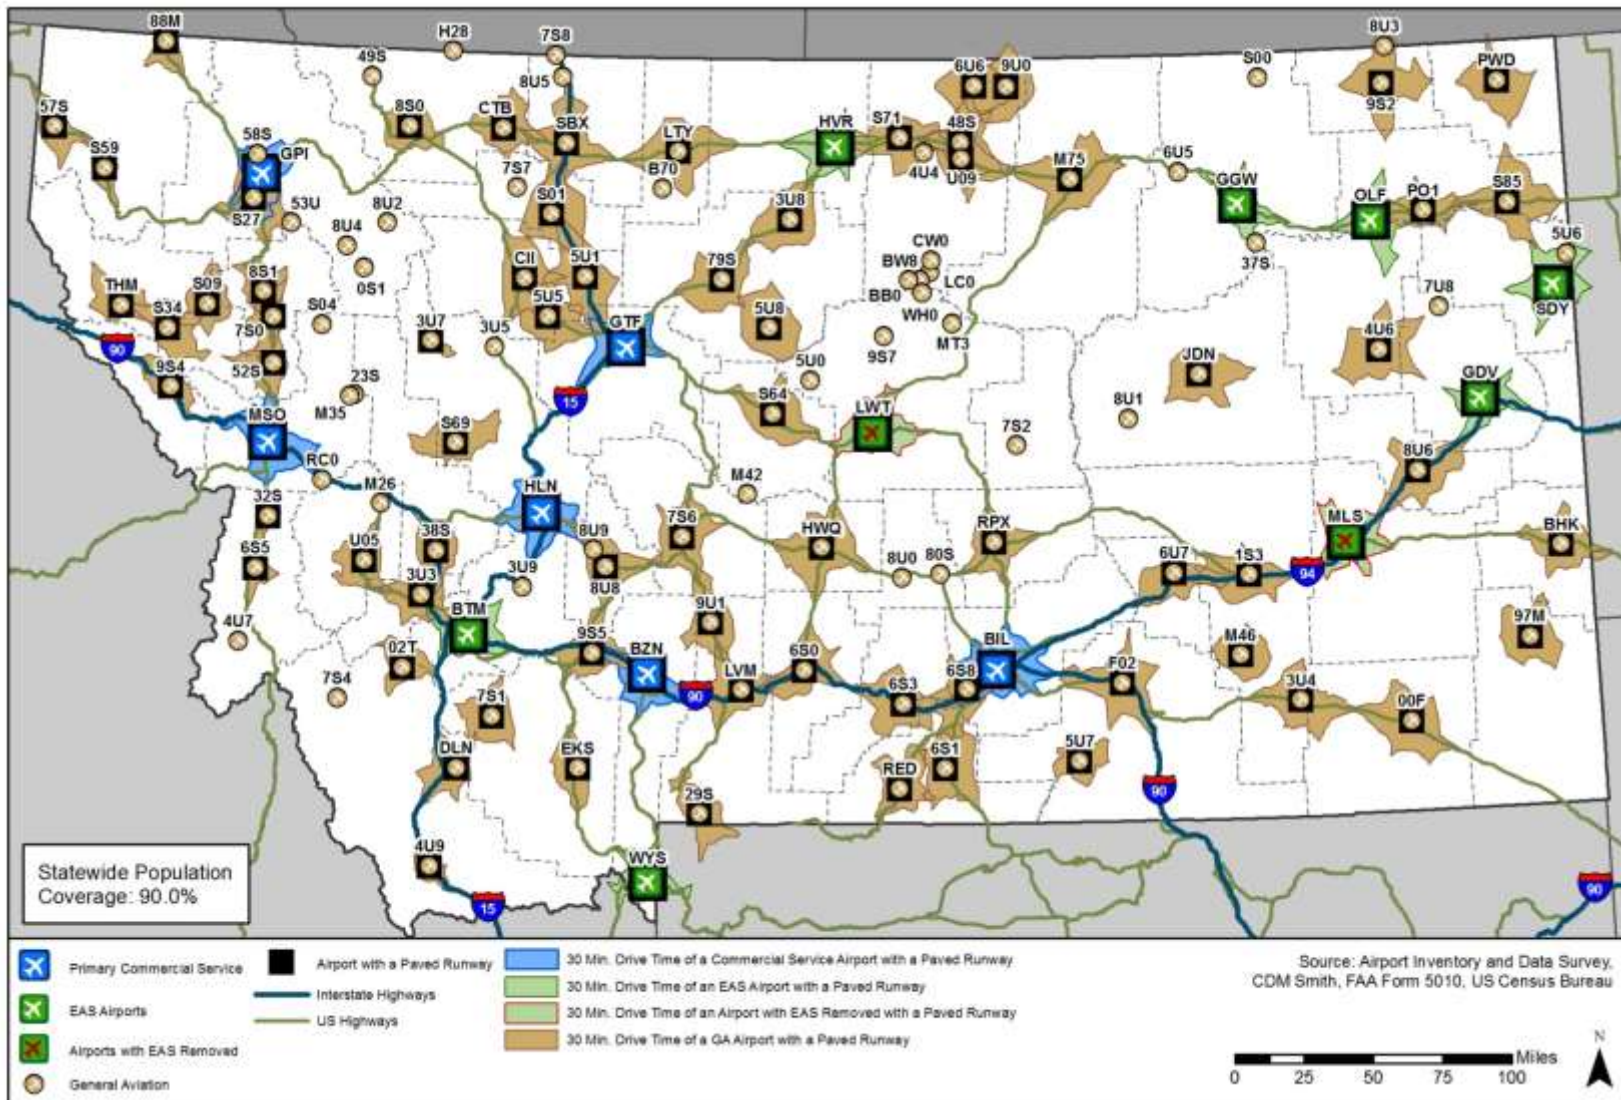 88M
H28
7S8
8U3
49S
8U5
6U6
9U0
S00
PWD
57S
8S0
CTB
SBX
LTY
HVR
S71
48S
9S2
58S
GPI
S59
7S7
B70
4U4
U09
M75
6U5
GGW
OLF
PO1
S85
S27
53U
8U2
S01
3U8
8U4
CW0
37S
5U6
0S1
CII
5U1
79S
BW8
LC0
BB0
WH0
SDY
THM
S34
S09
8S1
7S0
S04
5U5
GTF
5U8
MT3
7U8
3U7
3U5
9S7
4U6
90
9S4
52S
23S
M35
15
5U0
JDN
GDV
MSO
S69
S64
LWT
7S2
8U1
8U6
RC0
M26
HLN
M42
32S
38S
8U9
7S6
HWQ
RPX
MLS
BHK
6S5
U05
3U3
3U9
8U8
8U0
80S
6U7
1S3
94
4U7
BTM
9U1
97M
02T
9S5
BZN
LVM
6S0
BIL
M46
7S4
7S1
90
6S3
6S8
F02
3U4
00F
DLN
EKS
29S
RED
6S1
5U7
90
4U9
WYS
15
90
Statewide Population
Coverage: 90.0%
Primary Commercial Service
EAS Airports
Airports with EAS Removed
General Aviation
Airport with a Paved Runway
Interstate Highways
US Highways
30 Min. Drive Time of a Commercial Service Airport with a Paved Runway
30 Min. Drive Time of an EAS Airport with a Paved Runway
30 Min. Drive Time of an Airport with EAS Removed with a Paved Runway
30 Min. Drive Time of a GA Airport with a Paved Runway
Source: Airport Inventory and Data Survey,
CDM Smith, FAA Form 5010, US Census Bureau
N
Miles
0 25 50 75 100